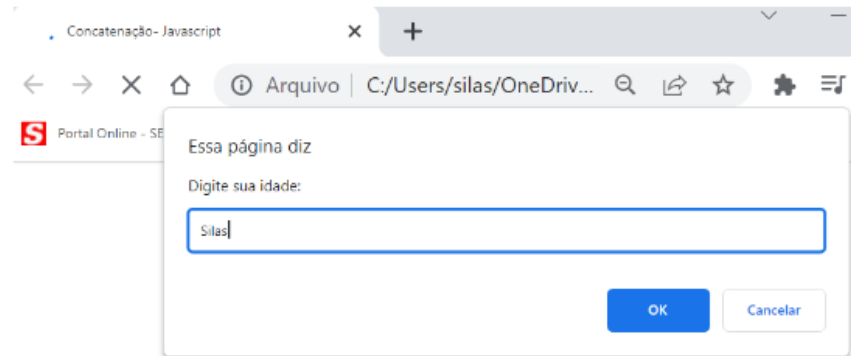 Concatenação- Javascript
Arquivo | C:/Users/silas/OneDriv...
S Portal Online - SE
Essa página diz
Digite sua idade:
Silas
OK Cancelar